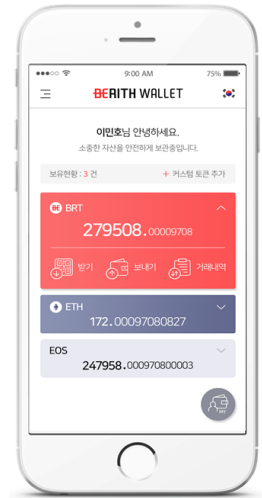 9:00 AM
75%
BERITH WALLET
이민호님 안녕하세요.
소중한 자산을 안전하게 보관중입니다.
보유현황 : 3 건
+ 커스텀 토큰 추가
BRT
279508.00009708
받기
보내기
거래내역
ETH
172.00097080827
EOS
247958.000970800003
MY